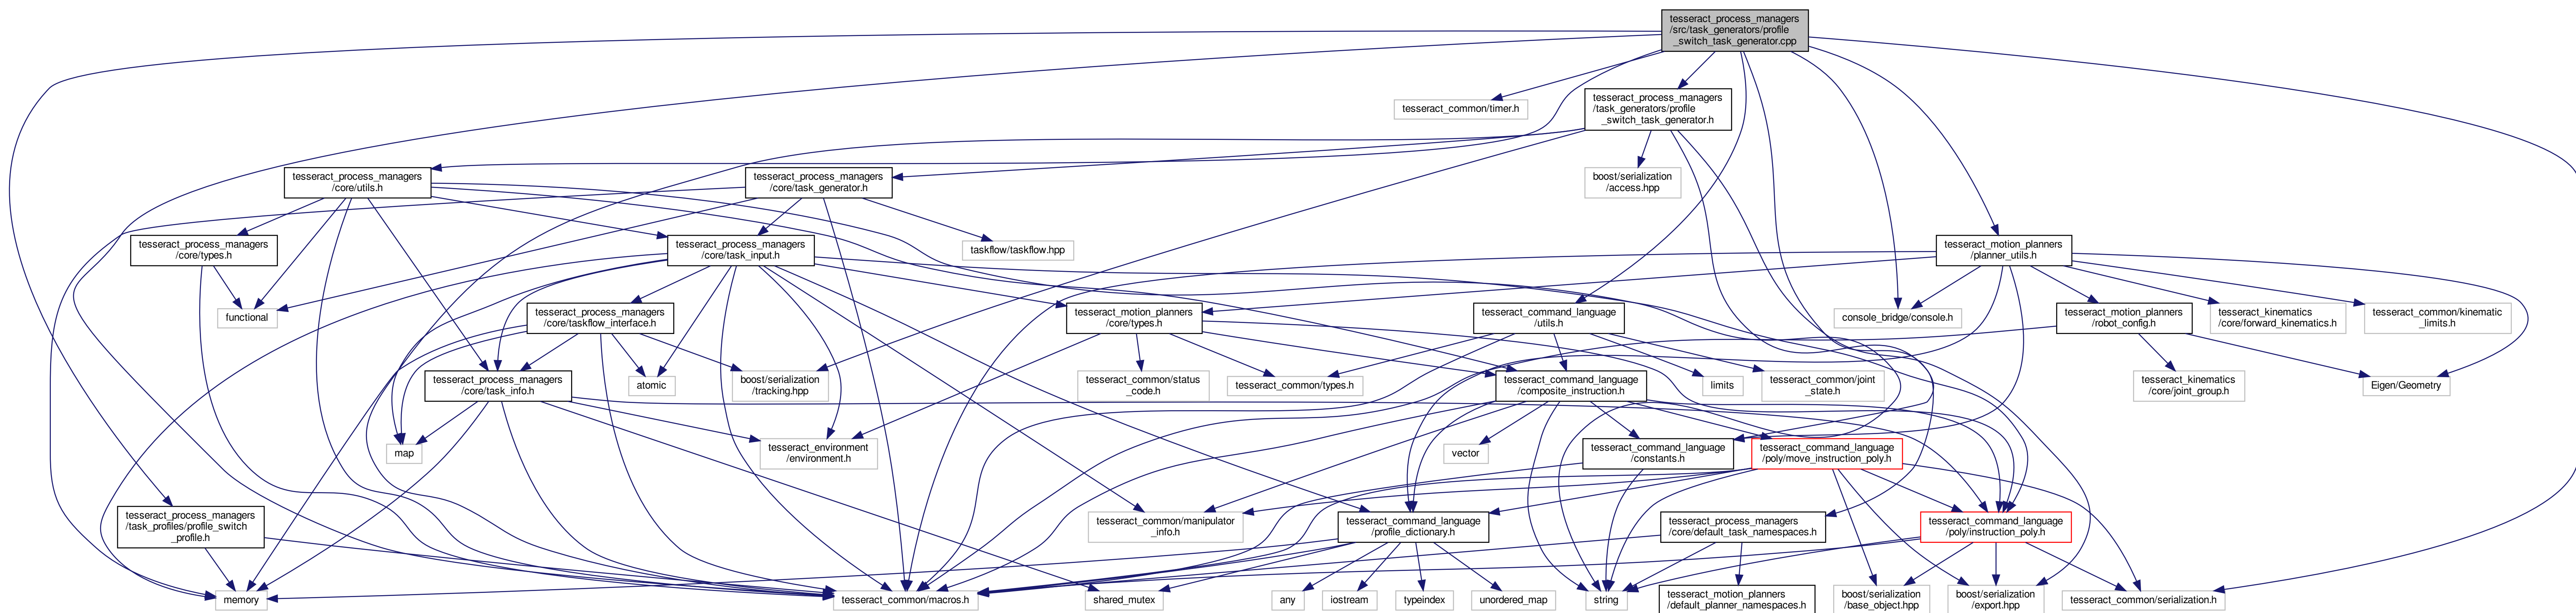 tesseract_process_managers
/src/task_generators/profile
_switch_task_generator.cpp
tesseract_common/timer.h
tesseract_process_managers
/task_generators/profile
_switch_task_generator.h
tesseract_process_managers
/core/utils.h
tesseract_process_managers
/core/task_generator.h
boost/serialization
/access.hpp
tesseract_process_managers
/core/types.h
tesseract_process_managers
/core/task_input.h
taskflow/taskflow.hpp
tesseract_motion_planners
/planner_utils.h
functional
tesseract_process_managers
/core/taskflow_interface.h
tesseract_motion_planners
/core/types.h
tesseract_command_language
/utils.h
console_bridge/console.h
tesseract_motion_planners
/robot_config.h
tesseract_kinematics
/core/forward_kinematics.h
tesseract_common/kinematic
_limits.h
tesseract_process_managers
/core/task_info.h
atomic
boost/serialization
/tracking.hpp
tesseract_common/status
_code.h
tesseract_common/types.h
tesseract_command_language
/composite_instruction.h
limits
tesseract_common/joint
_state.h
tesseract_kinematics
/core/joint_group.h
Eigen/Geometry
map
tesseract_environment
/environment.h
vector
tesseract_command_language
/constants.h
tesseract_command_language
/poly/move_instruction_poly.h
tesseract_process_managers
/task_profiles/profile_switch
_profile.h
tesseract_common/manipulator
_info.h
tesseract_command_language
/profile_dictionary.h
tesseract_process_managers
/core/default_task_namespaces.h
tesseract_command_language
/poly/instruction_poly.h
memory
tesseract_common/macros.h
shared_mutex
any
iostream
typeindex
unordered_map
string
tesseract_motion_planners
/default_planner_namespaces.h
boost/serialization
/base_object.hpp
boost/serialization
/export.hpp
tesseract_common/serialization.h